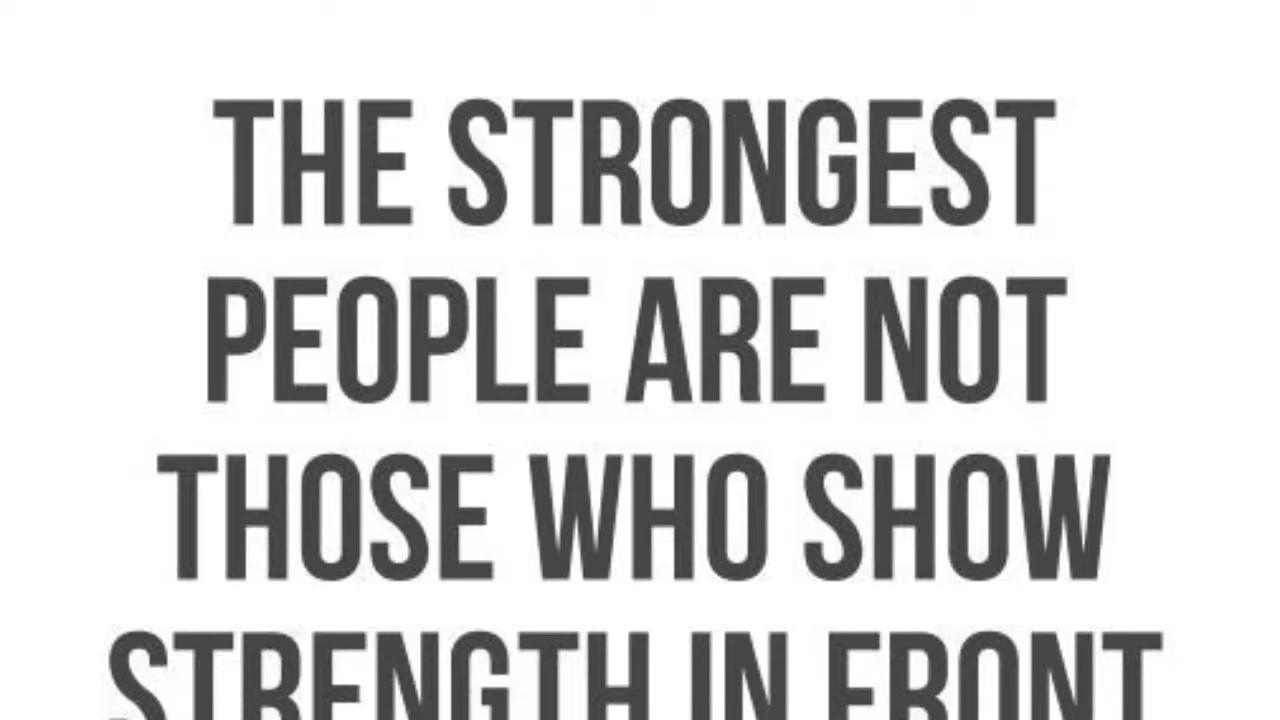 THE STRONGEST
PEOPLE ARE NOT
THOSE WHO SHOW
STRENGTH IN FRONT